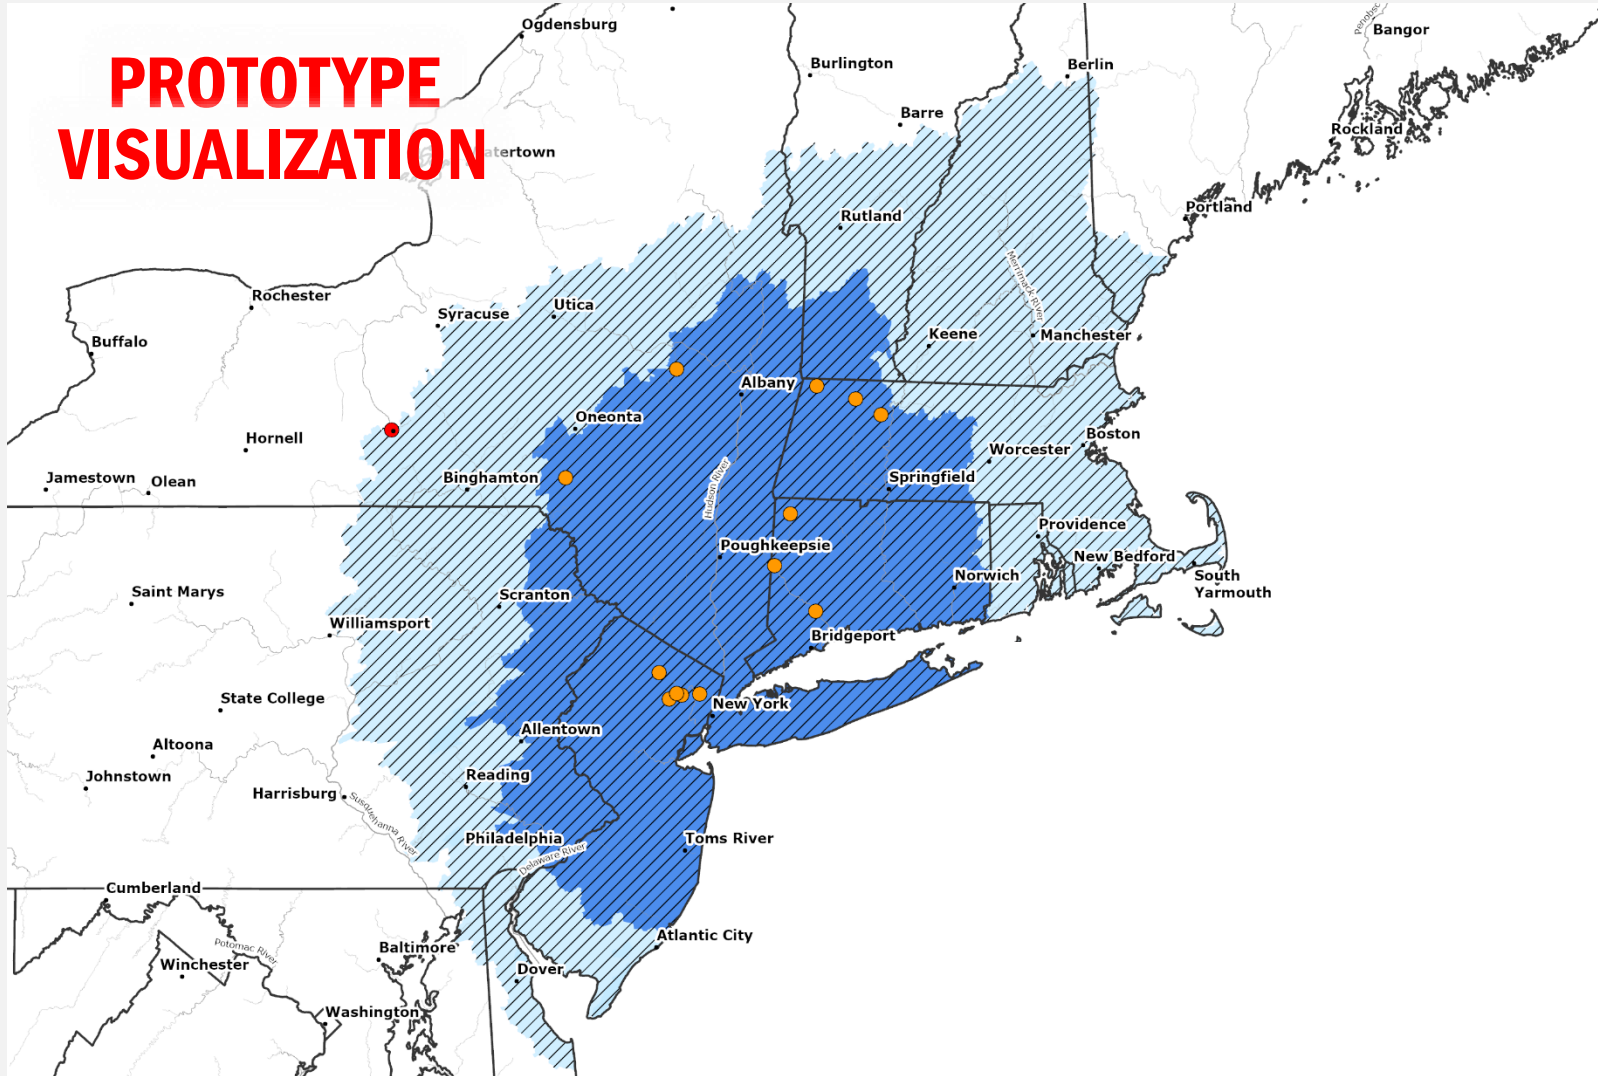 PROTOTYPE
VISUALIZATION
Ogdensburg
Bangor
Burlington
Berlin
Barre
Rockland
Portland
Rutland
Merrimack River
Rochester
Syracuse
Utica
Buffalo
Keene
Manchester
Albany
Oneonta
Hornell
Boston
Worcester
Jamestown
Olean
Binghamton
Springfield
Hudson River
Providence
Poughkeepsie
New Bedford
Norwich
South
Yarmouth
Saint Marys
Scranton
Williamsport
Bridgeport
State College
New York
Allentown
Altoona
Johnstown
Reading
Harrisburg
Susquehanna River
Philadelphia
Toms River
Delaware River
Cumberland
Atlantic City
Potomac River
Baltimore
Winchester
Dover
Washington